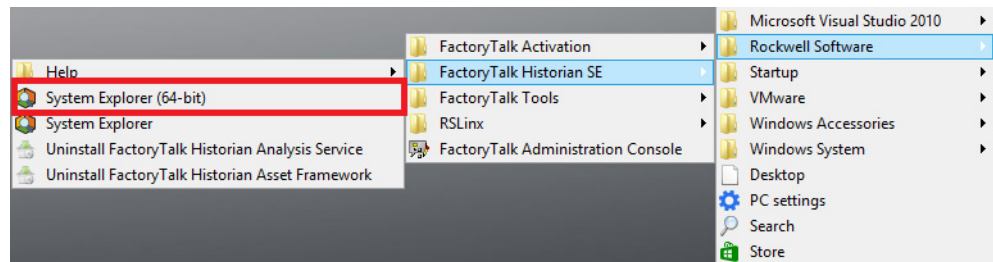 Microsoft Visual Studio 2010
Rockwell Software
Startup
VMware
Windows Accessories
Windows System
Desktop
PC settings
Search
Store
FactoryTalk Activation
FactoryTalk Historian SE
FactoryTalk Tools
RSLinx
FactoryTalk Administration Console
Help
System Explorer (64-bit)
System Explorer
Uninstall FactoryTalk Historian Analysis Service
Uninstall FactoryTalk Historian Asset Framework